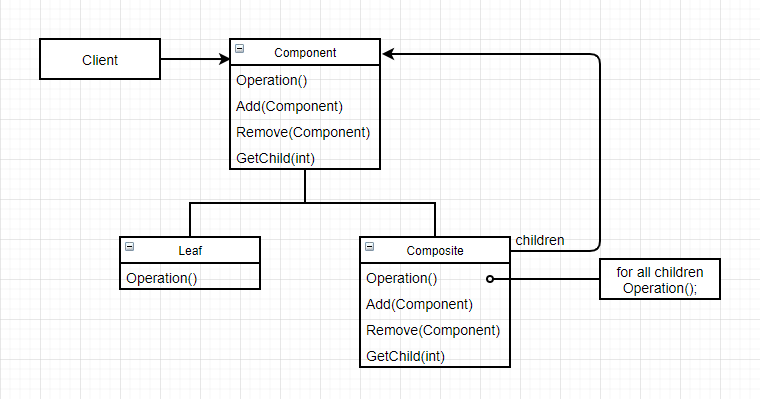 Client
Component
Operation()
Add(Component)
Remove(Component)
GetChild(int)
Leaf
Operation()
Composite
Operation()
Add(Component)
Remove(Component)
GetChild(int)
children
for all children
Operation();